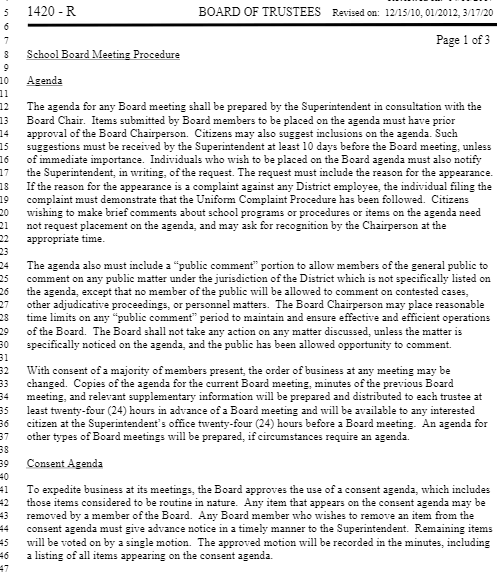 5 1420 - R BOARD OF TRUSTEES Revised on: 12/15/10, 01/2012, 3/17/20
6
7 Page 1 of 3
8 School Board Meeting Procedure
9
10 Agenda
11
12 The agenda for any Board meeting shall be prepared by the Superintendent in consultation with the
13 Board Chair. Items submitted by Board members to be placed on the agenda must have prior
14 approval of the Board Chairperson. Citizens may also suggest inclusions on the agenda. Such
15 suggestions must be received by the Superintendent at least 10 days before the Board meeting, unless
16 of immediate importance. Individuals who wish to be placed on the Board agenda must also notify
17 the Superintendent, in writing, of the request. The request must include the reason for the appearance.
18 If the reason for the appearance is a complaint against any District employee, the individual filing the
19 complaint must demonstrate that the Uniform Complaint Procedure has been followed. Citizens
20 wishing to make brief comments about school programs or procedures or items on the agenda need
21 not request placement on the agenda, and may ask for recognition by the Chairperson at the
22 appropriate time.
23
24 The agenda also must include a “public comment” portion to allow members of the general public to
25 comment on any public matter under the jurisdiction of the District which is not specifically listed on
26 the agenda, except that no member of the public will be allowed to comment on contested cases,
27 other adjudicative proceedings, or personnel matters. The Board Chairperson may place reasonable
28 time limits on any “public comment” period to maintain and ensure effective and efficient operations
29 of the Board. The Board shall not take any action on any matter discussed, unless the matter is
30 specifically noticed on the agenda, and the public has been allowed opportunity to comment.
31
32 With consent of a majority of members present, the order of business at any meeting may be
33 changed. Copies of the agenda for the current Board meeting, minutes of the previous Board
34 meeting, and relevant supplementary information will be prepared and distributed to each trustee at
35 least twenty-four (24) hours in advance of a Board meeting and will be available to any interested
36 citizen at the Superintendent’s office twenty-four (24) hours before a Board meeting. An agenda for
37 other types of Board meetings will be prepared, if circumstances require an agenda.
38
39 Consent Agenda
40
41 To expedite business at its meetings, the Board approves the use of a consent agenda, which includes
42 those items considered to be routine in nature. Any item that appears on the consent agenda may be
43 removed by a member of the Board. Any Board member who wishes to remove an item from the
44 consent agenda must give advance notice in a timely manner to the Superintendent. Remaining items
45 will be voted on by a single motion. The approved motion will be recorded in the minutes, including
46 a listing of all items appearing on the consent agenda.
47